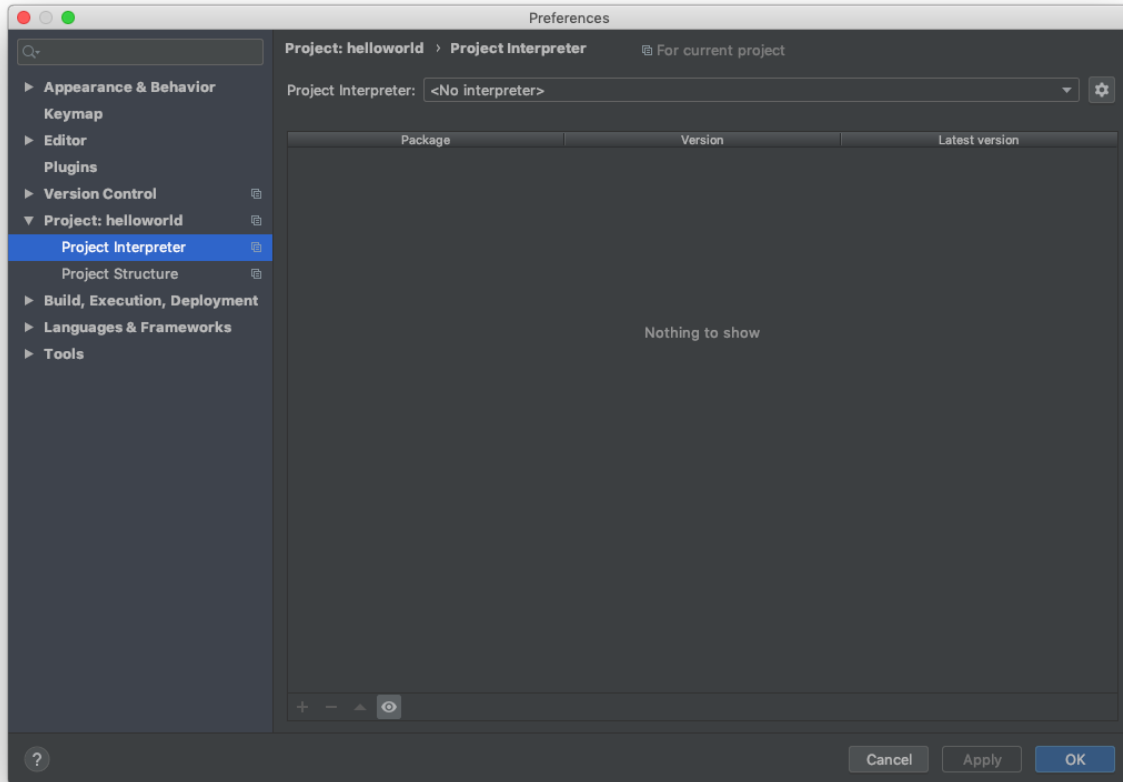 Preferences
Project: helloworld › Project Interpreter For current project
Appearance & Behavior
Keymap
Editor
Plugins
Version Control
Project: helloworld
Project Interpreter
Project Structure
Build, Execution, Deployment
Languages & Frameworks
Tools
Project Interpreter: <No interpreter>
Package Version Latest version
Nothing to show
?
Cancel Apply OK